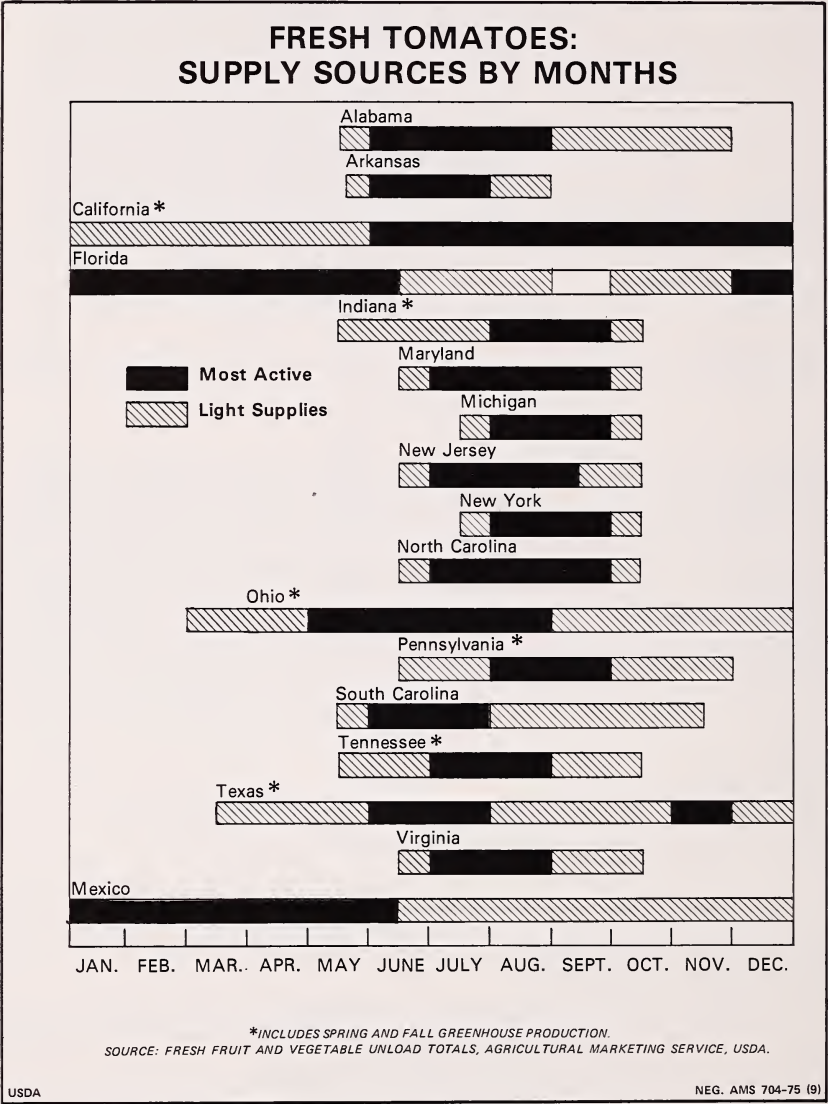 FRESH TOMATOES:
SUPPLY SOURCES BY MONTHS
Alabama
Arkansas
California *
Florida
Indiana *
Maryland
Most Active
Michigan
Light Supplies
New Jersey
New York
North Carolina
Ohio *
Pennsylvania *
South Carolina
Tennessee *
Texas *
Virginia
Mexico
JAN. FEB. MAR. APR. MAY JUNE JULY AUG. SEPT. OCT. NOV. DEC.
*INCLUDES SPRING AND FALL GREENHOUSE PRODUCTION.
SOURCE: FRESH FRUIT AND VEGETABLE UNLOAD TOTALS, AGRICULTURAL MARKETING SERVICE, USDA.
USDA NEG. AMS 704-75 (9)